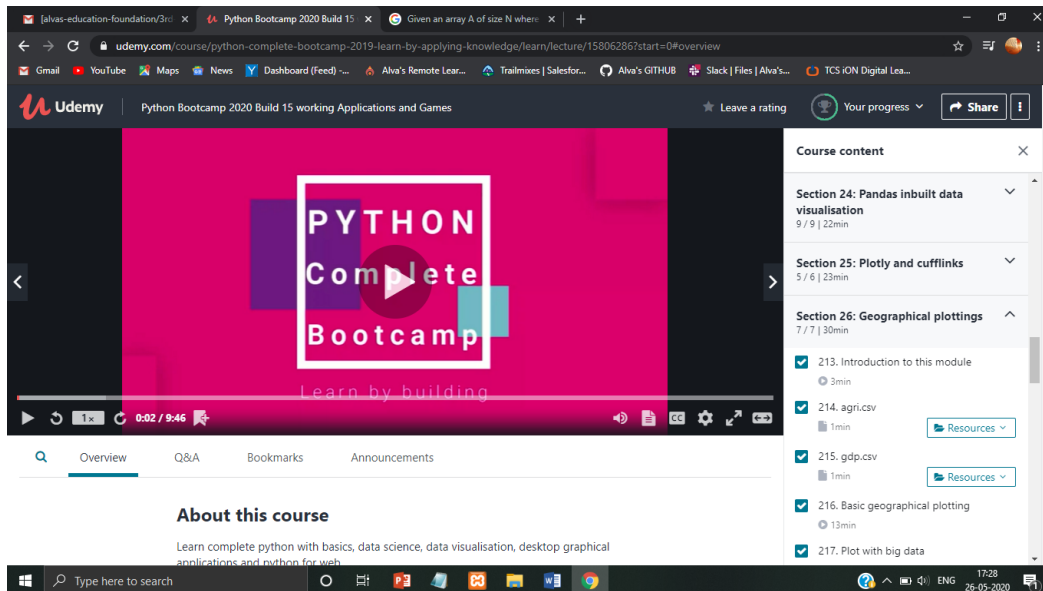 [alvas-education-foundation/3rd
Python Bootcamp 2020 Build 15
Given an array A of size N where
udemy.com/course/python-complete-bootcamp-2019-learn-by-applying-knowledge/learn/lecture/15806286?start=0#overview
Gmail
YouTube
Maps
News
Dashboard (Feed) -...
Alva's Remote Lear...
Trailmixes | Salesfor...
Alva's GITHUB
Slack | Files | Alva's...
TCS iON Digital Lea...
Udemy
Python Bootcamp 2020 Build 15 working Applications and Games
Leave a rating
Your progress
Share
PYTHON
Complete
Bootcamp
Learn by building
1x
0:02 / 9:46
CC
Overview
Q&A
Bookmarks
Announcements
About this course
Learn complete python with basics, data science, data visualisation, desktop graphical
applications and python for web
Course content
Section 24: Pandas inbuilt data
visualisation
9 / 9 | 22min
Section 25: Plotly and cufflinks
5 / 6 | 23min
Section 26: Geographical plottings
7 / 7 | 30min
213. Introduction to this module
3min
214. agri.csv
1min
Resources
215. gdp.csv
1min
Resources
216. Basic geographical plotting
13min
217. Plot with big data
Type here to search
ENG
17:28
26-05-2020